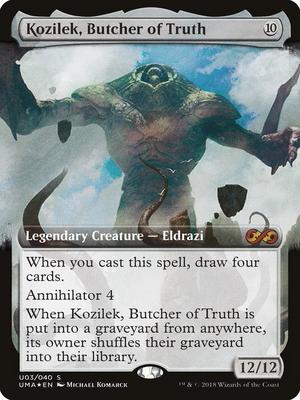 Kozilek, Butcher of Truth 10
Legendary Creature — Eldrazi
When you cast this spell, draw four
cards.
Annihilator 4
When Kozilek, Butcher of Truth is
put into a graveyard from anywhere,
its owner shuffles their graveyard
into their library.
12/12
U03/040 S
UMA★EN Michael Komarck
™ & © 2018 Wizards of the Coast